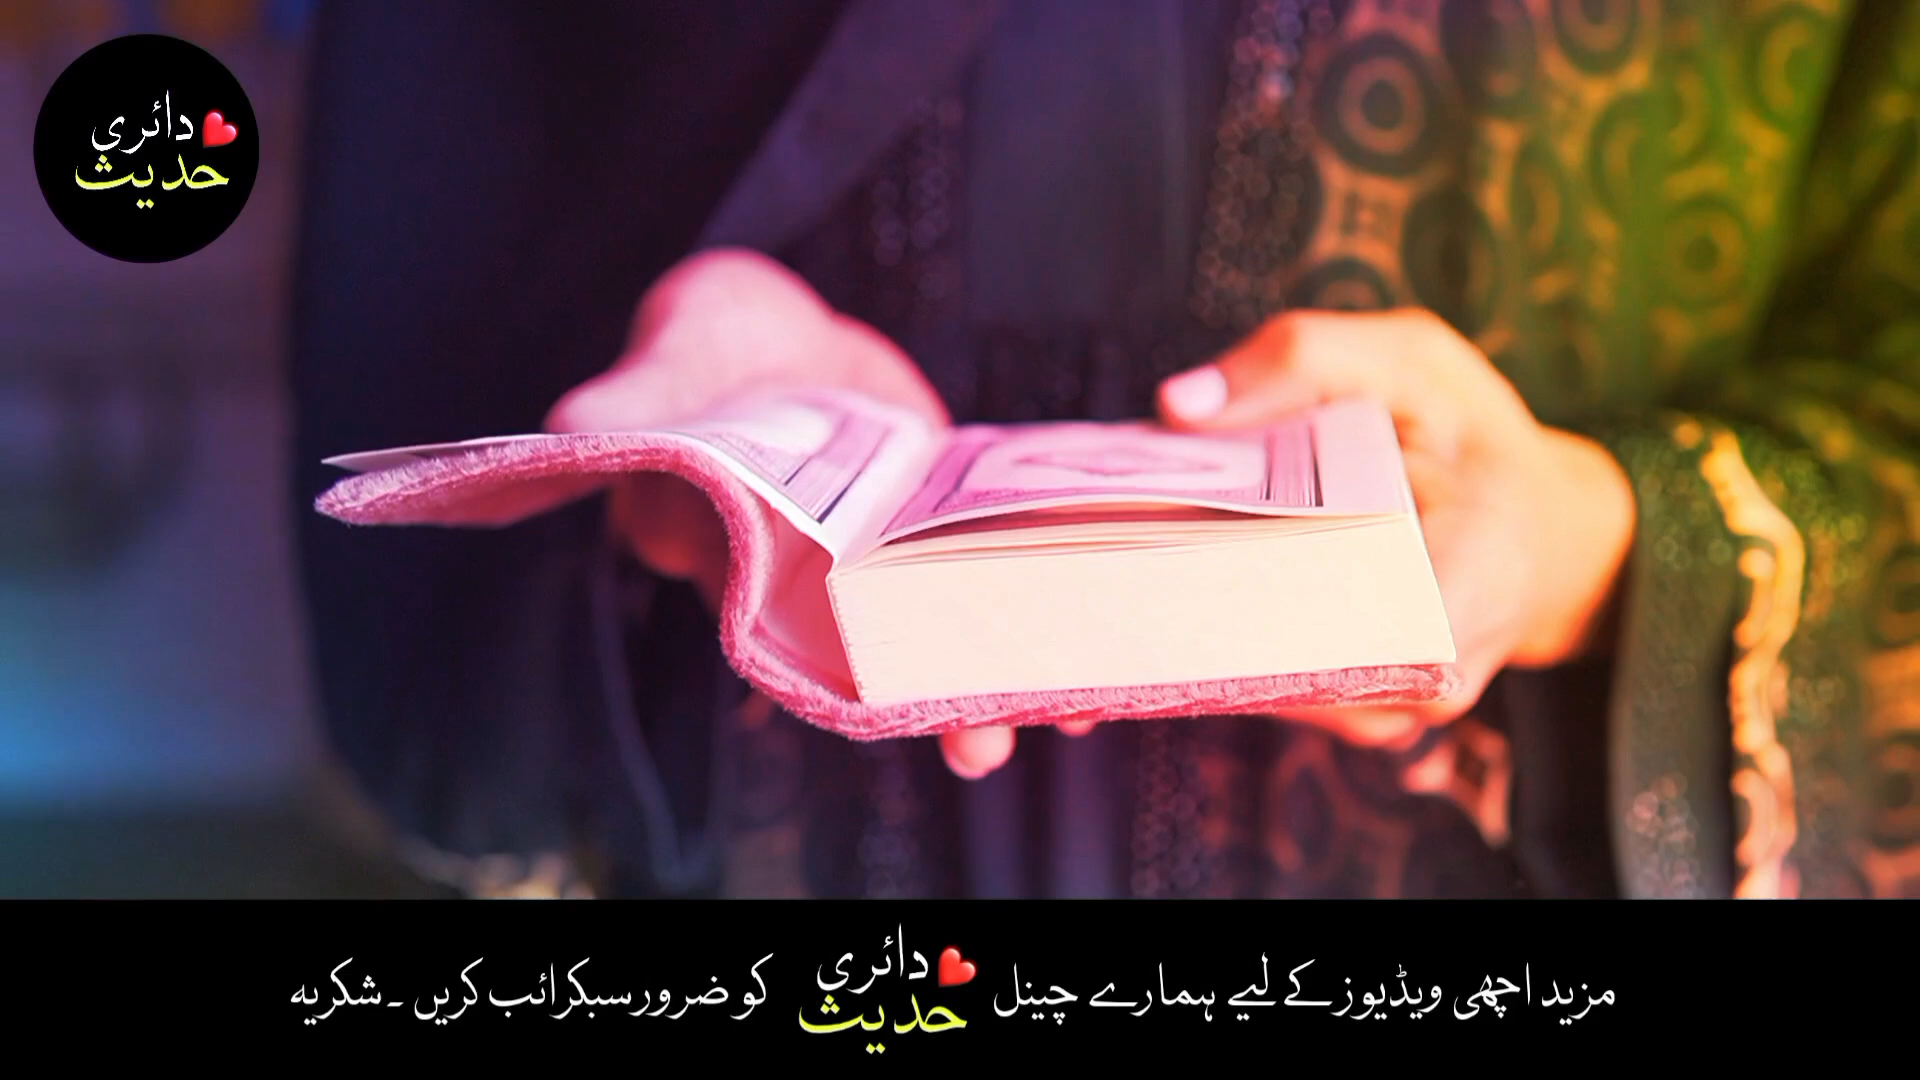 دائری
حدیث
مزید اچھی ویڈیوز کے لیے ہمارے چینل دائری حدیث کو ضرور سبکرائب کریں ۔ شکریہ